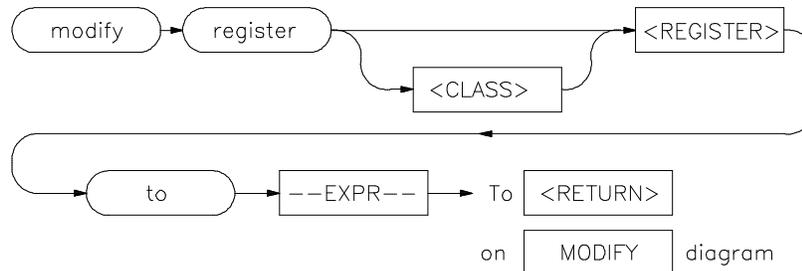 modify register <REGISTER>
<CLASS>
to --EXPR-- To <RETURN>
on MODIFY diagram